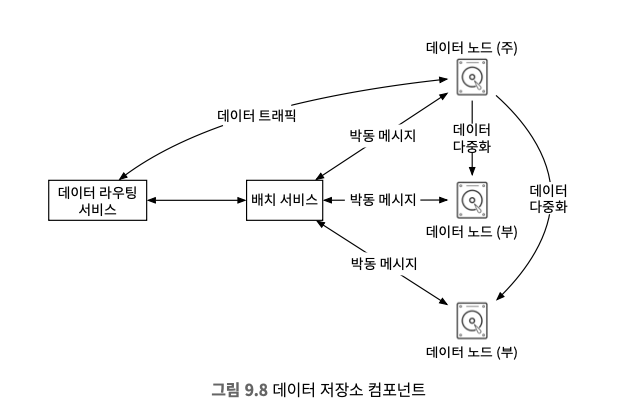 데이터 노드 (주)
데이터 트래픽
박동 메시지
데이터
다중화
데이터 라우팅
서비스
배치 서비스
박동 메시지
데이터
다중화
데이터 노드 (부)
박동 메시지
데이터 노드 (부)
그림 9.8 데이터 저장소 컴포넌트